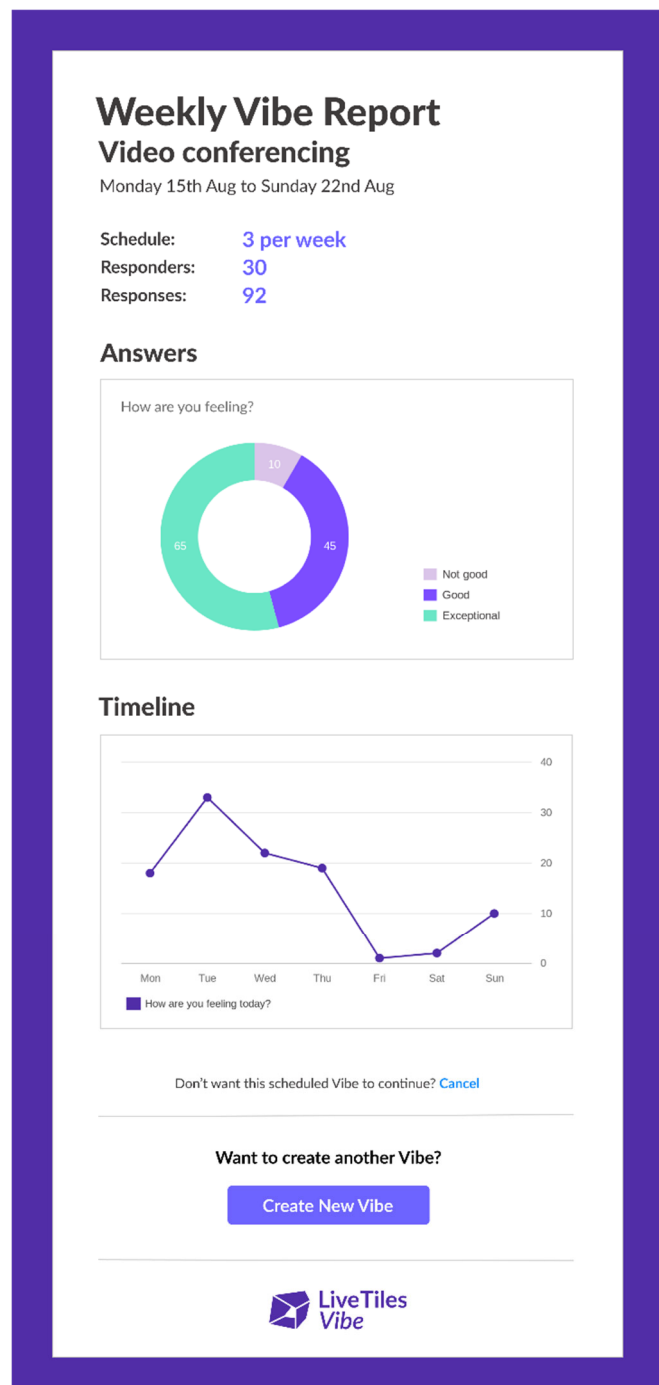 Weekly Vibe Report
Video conferencing
Monday 15th Aug to Sunday 22nd Aug
Schedule: 3 per week
Responders: 30
Responses: 92
Answers
How are you feeling?
10
65
45
Not good
Good
Exceptional
Timeline
40
30
20
10
0
Mon Tue Wed Thu Fri Sat Sun
How are you feeling today?
Don't want this scheduled Vibe to continue? Cancel
Want to create another Vibe?
Create New Vibe
LiveTiles
Vibe